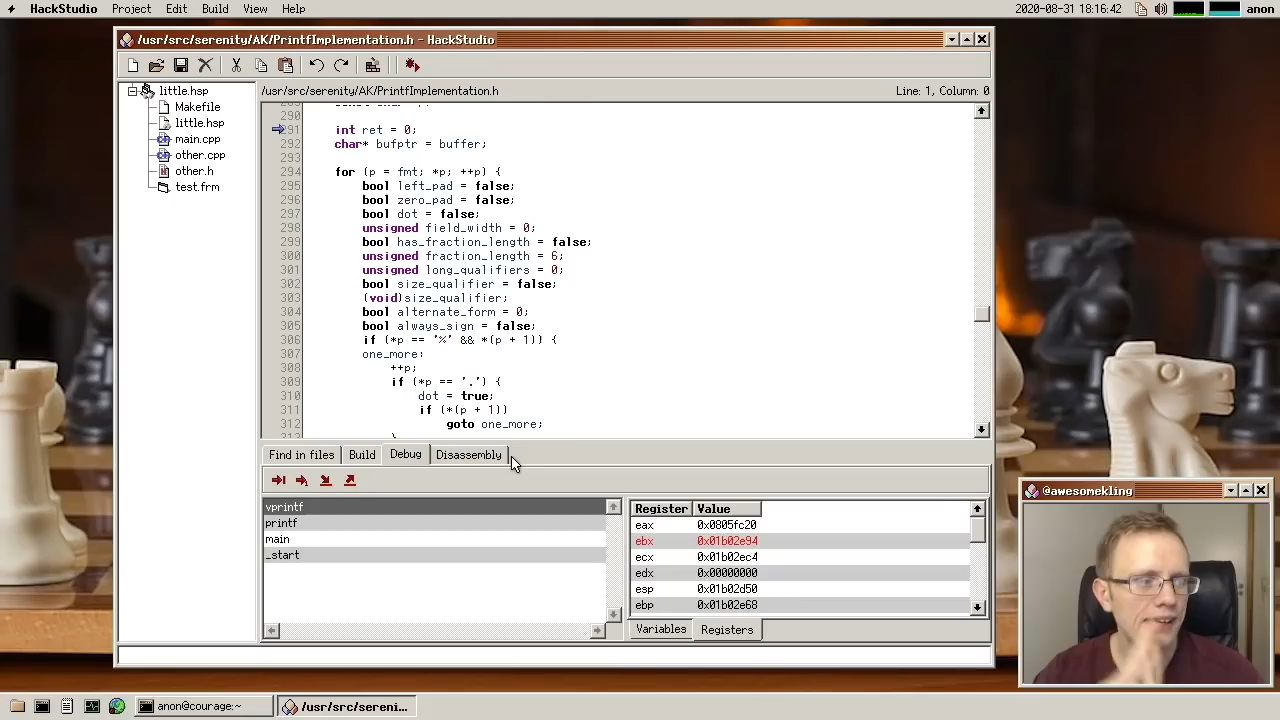 HackStudio Project Edit Build View Help 2020-08-31 18:16:42 anon
/usr/src/serenity/AK/PrintfImplementation.h - HackStudio
little.hsp
Makefile
little.hsp
main.cpp
other.cpp
other.h
test.frm
/usr/src/serenity/AK/PrintfImplementation.h Line: 1, Column: 0
290
291 int ret = 0;
292 char* bufptr = buffer;
293
294 for (p = fmt; *p; ++p) {
295 bool left_pad = false;
296 bool zero_pad = false;
297 bool dot = false;
298 unsigned field_width = 0;
299 bool has_fraction_length = false;
300 unsigned fraction_length = 6;
301 unsigned long_qualifiers = 0;
302 bool size_qualifier = false;
303 (void)size_qualifier;
304 bool alternate_form = 0;
305 bool always_sign = false;
306 if (*p == '%' && *(p + 1)) {
307 one_more:
308 ++p;
309 if (*p == '.') {
310 dot = true;
311 if (*(p + 1))
312 goto one_more;
313 }
Find in files Build Debug Disassembly
vprintf
printf
main
_start
Register Value
eax 0x0805fc20
ebx 0x01b02e94
ecx 0x01b02ec4
edx 0x00000000
esp 0x01b02d50
ebp 0x01b02e68
Variables Registers
@awesomekling
anon@courage:~ /usr/src/sereni...